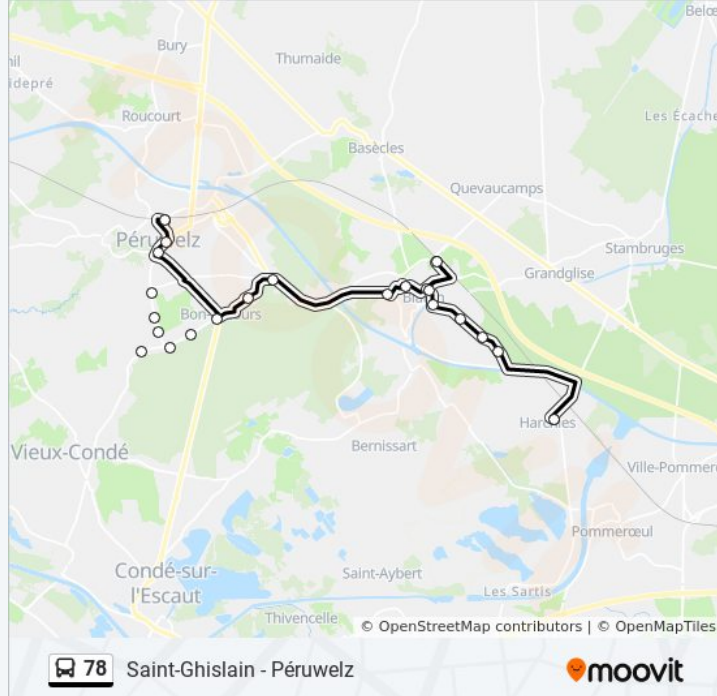 Belœ
Bury
Thumaide
nil
idepré
Roucourt
Les Écache
Basècles
Quevaucamps
Péruwelz
Stambruges
Grandglise
Blaton
Bon-Secours
Harchies
Vieux-Condé
Bernissart
Ville-Pommerœ
Pommerœul
Condé-sur-
l'Escaut
Saint-Aybert
Les Sartis
Thivencelle
© OpenStreetMap contributors | © OpenMapTiles
78 Saint-Ghislain - Péruwelz moovit